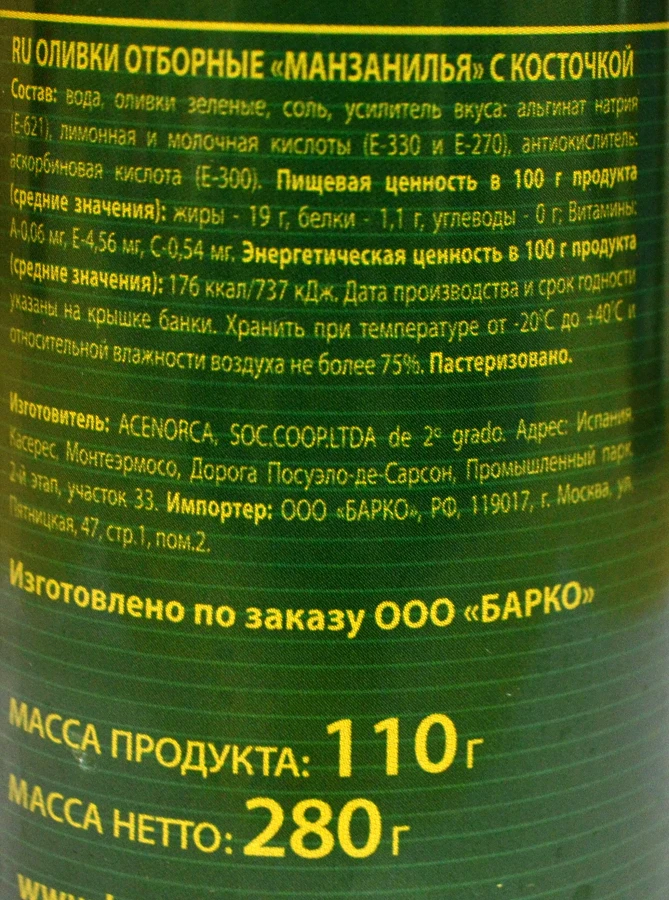 RU ОЛИВКИ ОТБОРНЫЕ «МАНЗАНИЛЬЯ» С КОСТОЧКОЙ
Состав: вода, оливки зеленые, соль, усилитель вкуса: альгинат натрия
(Е-621), лимонная и молочная кислоты (Е-330 и Е-270), антиокислитель:
аскорбиновая кислота (Е-300). Пищевая ценность в 100 г продукта
(средние значения): жиры - 19 г, белки - 1,1 г, углеводы - 0 г; Витамины:
А-0,06 мг, Е-4,56 мг, С-0,54 мг. Энергетическая ценность в 100 г продукта
(средние значения): 176 ккал/737 кДж. Дата производства и срок годности
указаны на крышке банки. Хранить при температуре от -20°С до +40°С и
относительной влажности воздуха не более 75%. Пастеризовано.
Изготовитель: ACENORCA, SOC.COOP.LTDA de 2º grado. Адрес: Испания,
Касерес, Монтеэрмосо, Дорога Посуэло-де-Сарсон, Промышленный парк,
2-й этап, участок 33. Импортер: ООО «БАРКО», РФ, 119017, г. Москва, ул.
Пятницкая, 47, стр.1, пом.2.
Изготовлено по заказу ООО «БАРКО»
МАССА ПРОДУКТА: 110 г
МАССА НЕТТО: 280 г